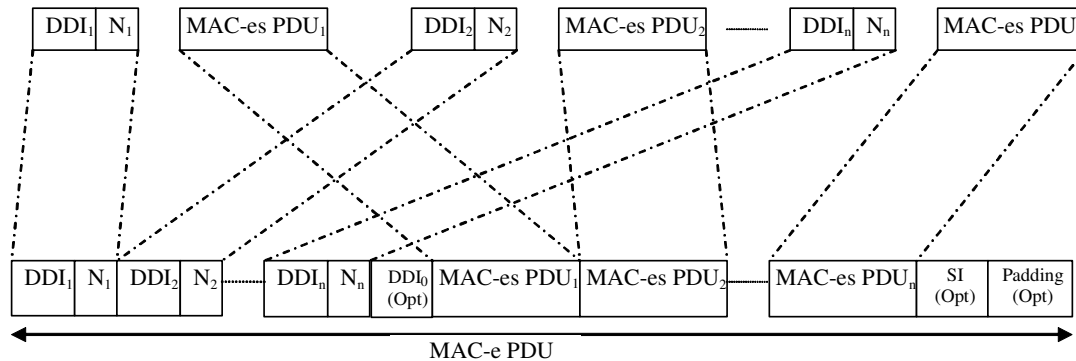 DDI₁ N₁ MAC-es PDU₁ DDI₂ N₂ MAC-es PDU₂ DDIₙ Nₙ MAC-es PDU
DDI₁ N₁ DDI₂ N₂ DDIₙ Nₙ DDI₀ (Opt) MAC-es PDU₁ MAC-es PDU₂ MAC-es PDUₙ SI (Opt) Padding (Opt)
MAC-e PDU